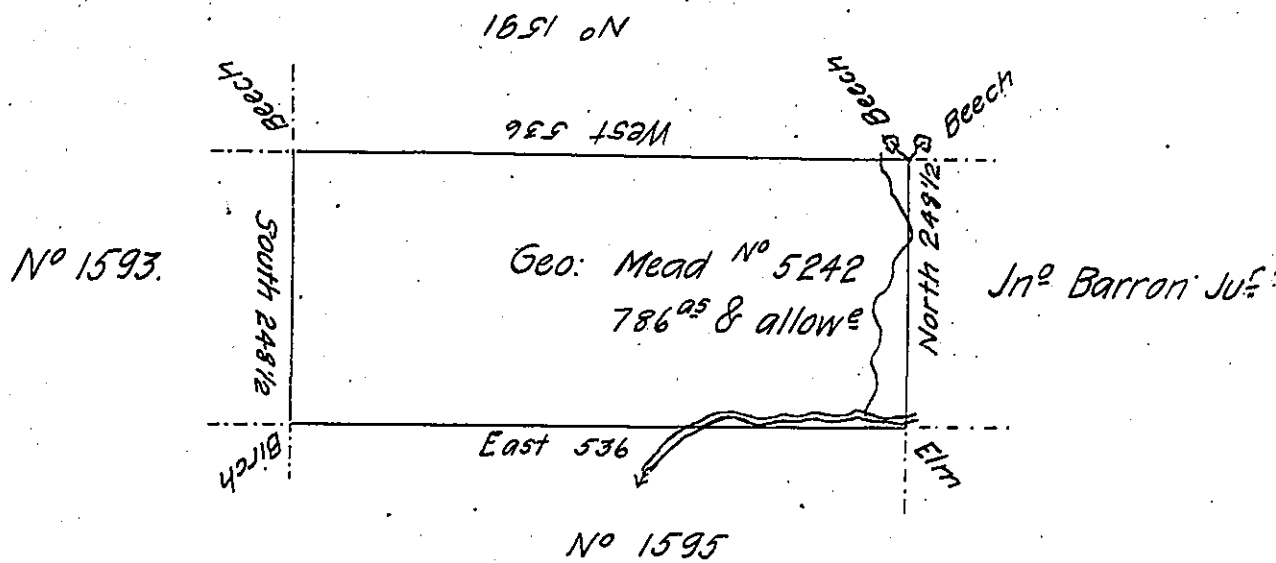 Nº 1591
Beech
Beech
Beech
West 536
South 248½
North 248½
Nº 1593.
Geo: Mead Nº 5242
786ᵃˢ & allowᵉ
Jnº Barron Juʳ:
Birch
East 536
Elm
Nº 1595